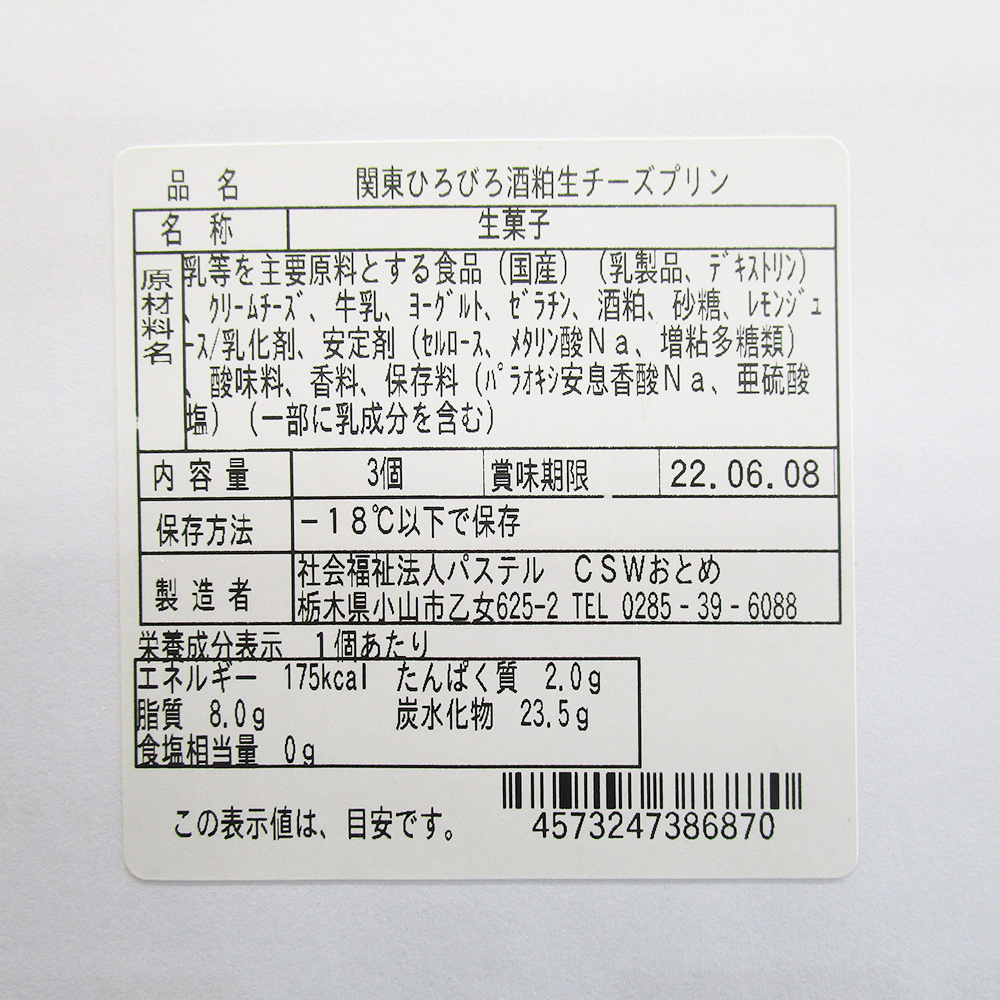 品名 関東ひろびろ酒粕生チーズプリン
名称 生菓子
原材料名 乳等を主要原料とする食品（国産）（乳製品、ﾃﾞｷｽﾄﾘﾝ）
、ｸﾘｰﾑﾁｰｽﾞ、牛乳、ﾖｰｸﾞﾙﾄ、ｾﾞﾗﾁﾝ、酒粕、砂糖、ﾚﾓﾝｼﾞｭ
ｰｽ/乳化剤、安定剤（ｾﾙﾛｰｽ、ﾒﾀﾘﾝ酸Ｎａ、増粘多糖類）
、酸味料、香料、保存料（ﾊﾟﾗｵｷｼ安息香酸Ｎａ、亜硫酸
塩）（一部に乳成分を含む）
内容量 3個 賞味期限 22.06.08
保存方法 －１８℃以下で保存
製造者 社会福祉法人パステル　ＣＳＷおとめ
栃木県小山市乙女625-2 TEL 0285-39-6088
栄養成分表示　１個あたり
エネルギー　175kcal　たんぱく質　2.0g
脂質　8.0g　炭水化物　23.5g
食塩相当量　0g
この表示値は、目安です。
4573247386870